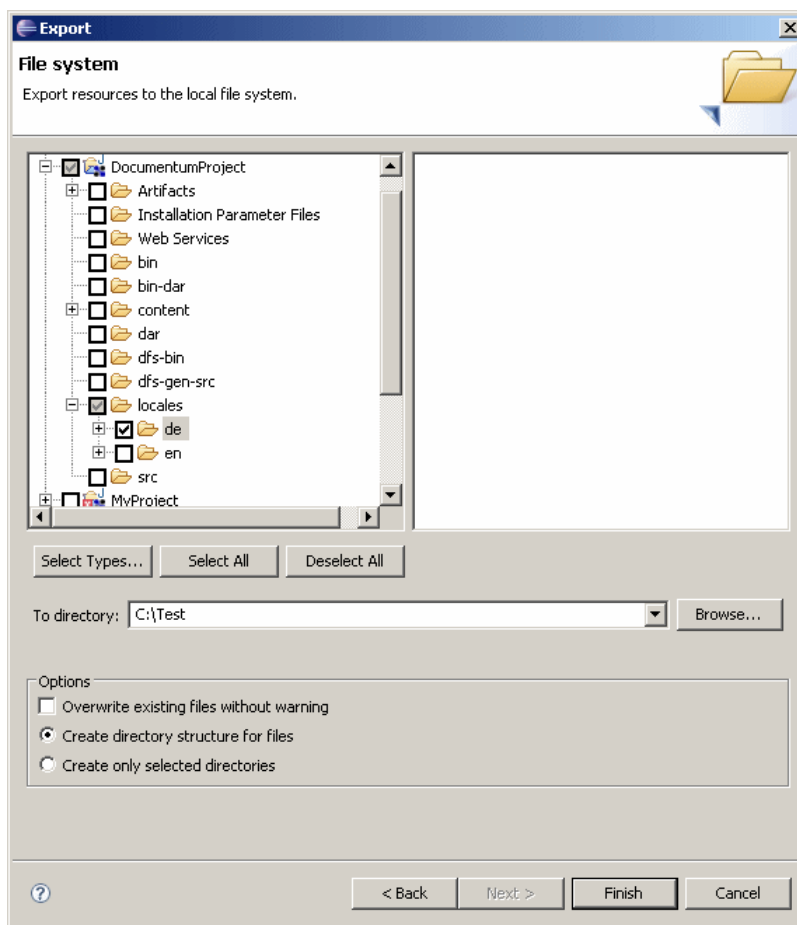 Export
File system
Export resources to the local file system.
DocumentumProject
Artifacts
Installation Parameter Files
Web Services
bin
bin-dar
content
dar
dfs-bin
dfs-gen-src
locales
de
en
src
MyProject
Select Types...
Select All
Deselect All
To directory: C:\Test
Browse...
Options
Overwrite existing files without warning
Create directory structure for files
Create only selected directories
?
< Back
Next >
Finish
Cancel